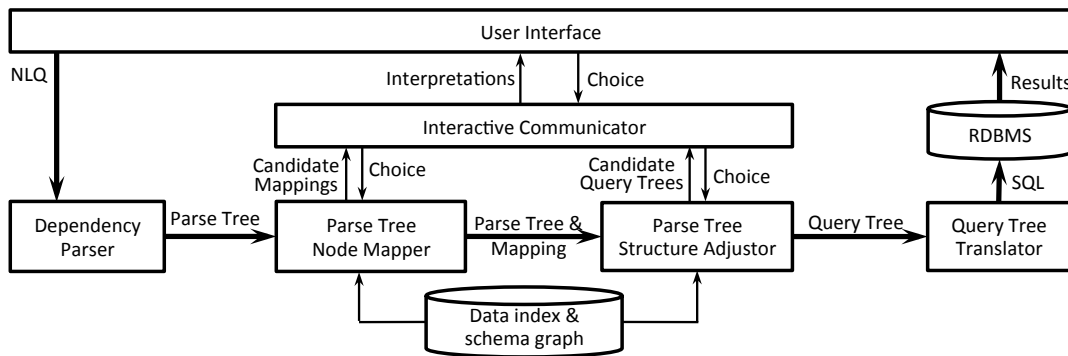 User Interface
NLQ
Interpretations
Choice
Results
Interactive Communicator
RDBMS
Candidate
Mappings
Choice
Candidate
Query Trees
Choice
SQL
Dependency
Parser
Parse Tree
Parse Tree
Node Mapper
Parse Tree &
Mapping
Parse Tree
Structure Adjustor
Query Tree
Query Tree
Translator
Data index &
schema graph